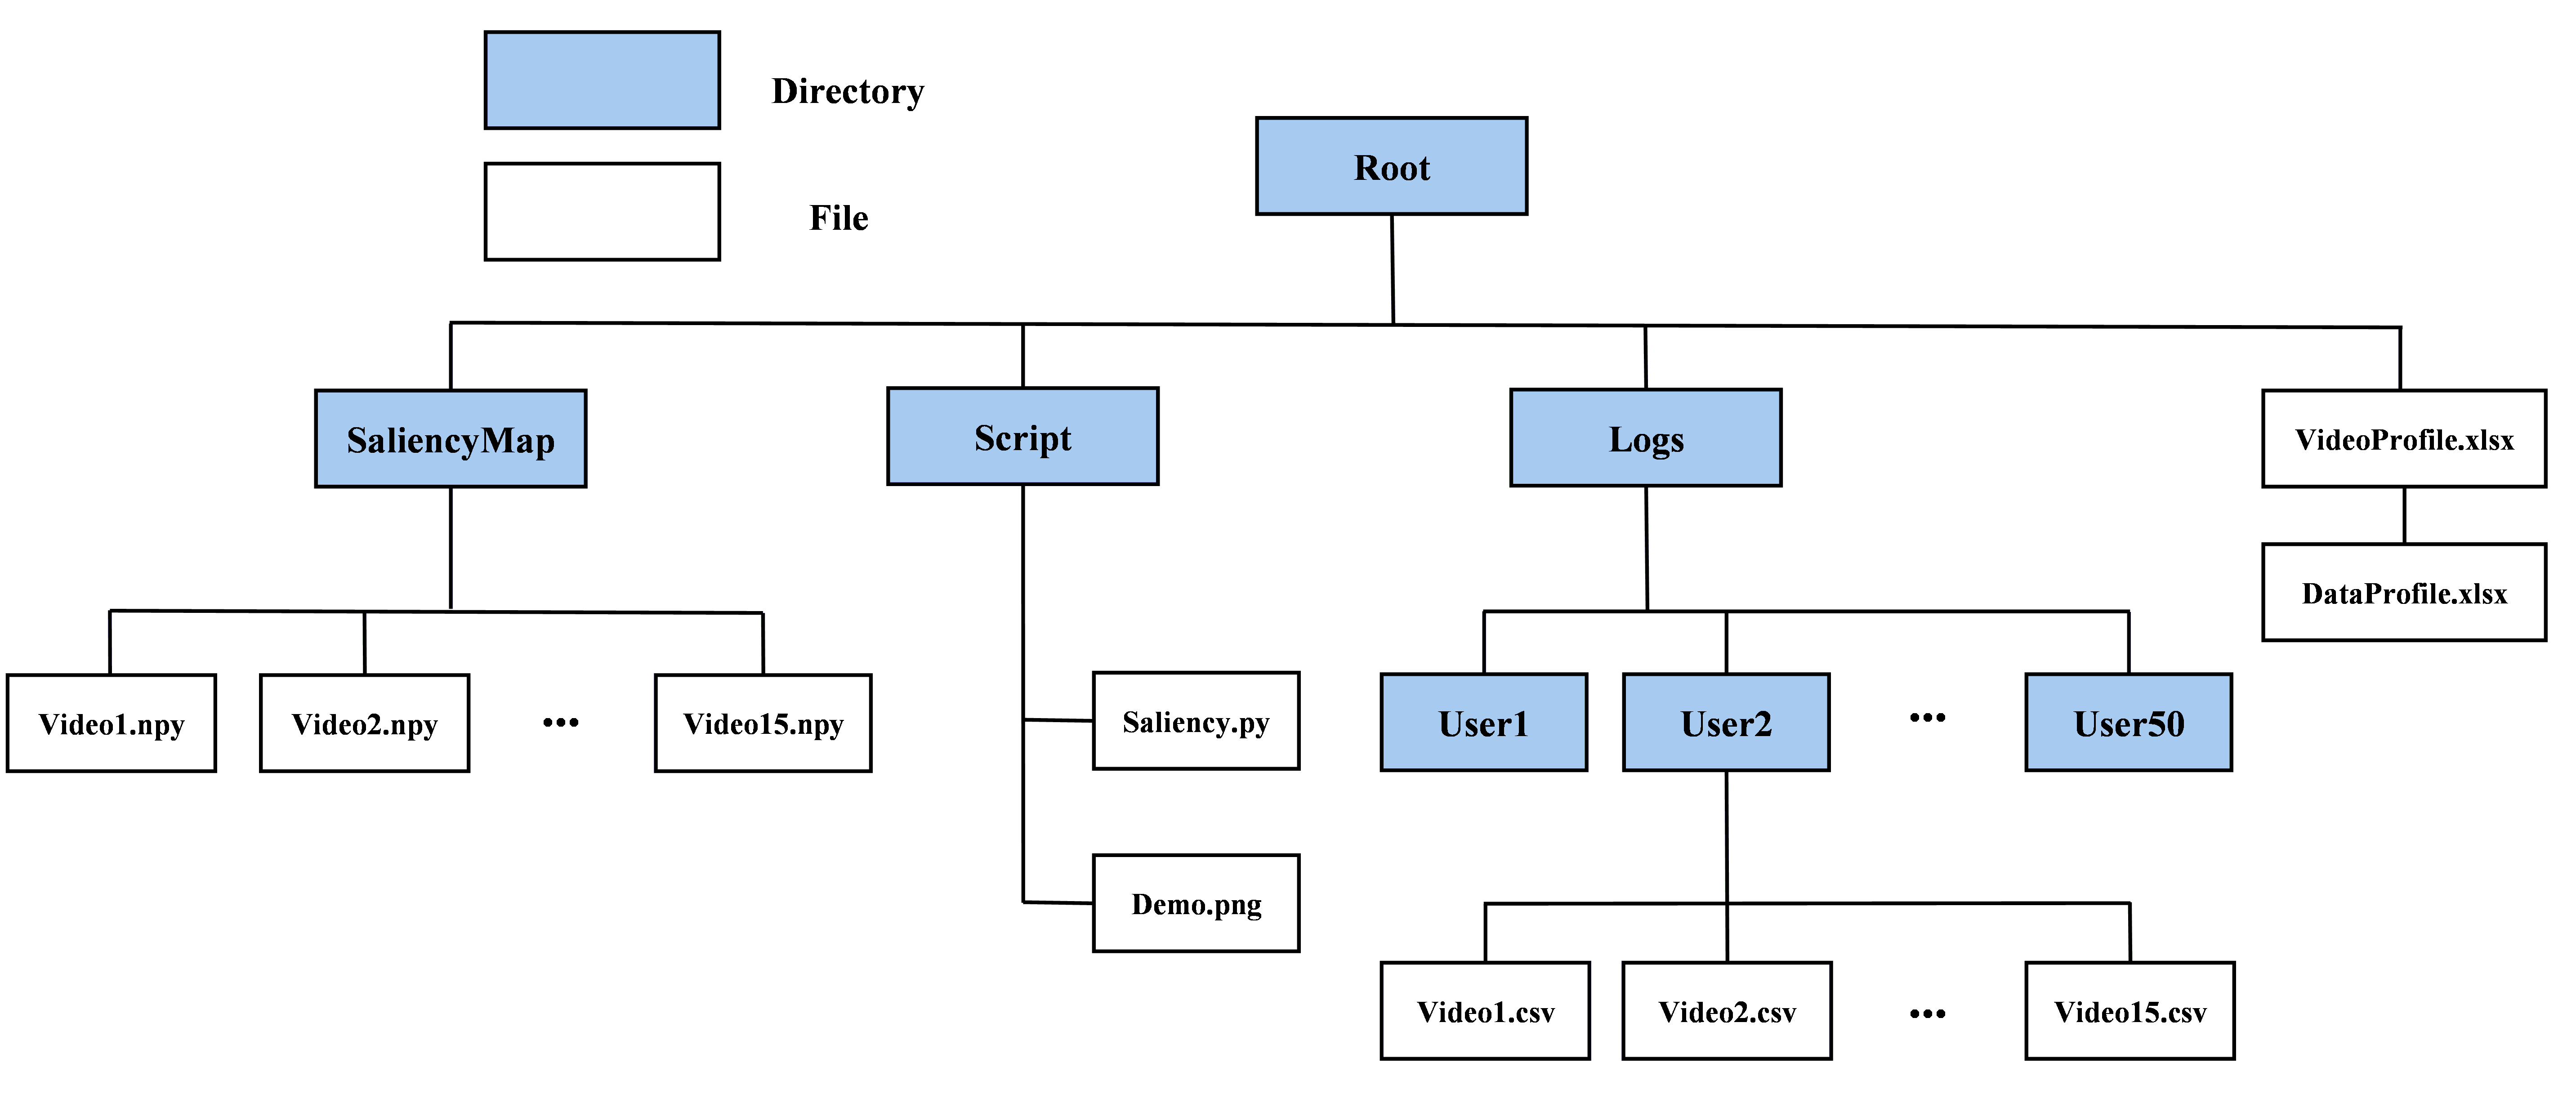 Directory
File
Root
SaliencyMap
Script
Logs
VideoProfile.xlsx
DataProfile.xlsx
Video1.npy
Video2.npy
...
Video15.npy
Saliency.py
Demo.png
User1
User2
...
User50
Video1.csv
Video2.csv
...
Video15.csv